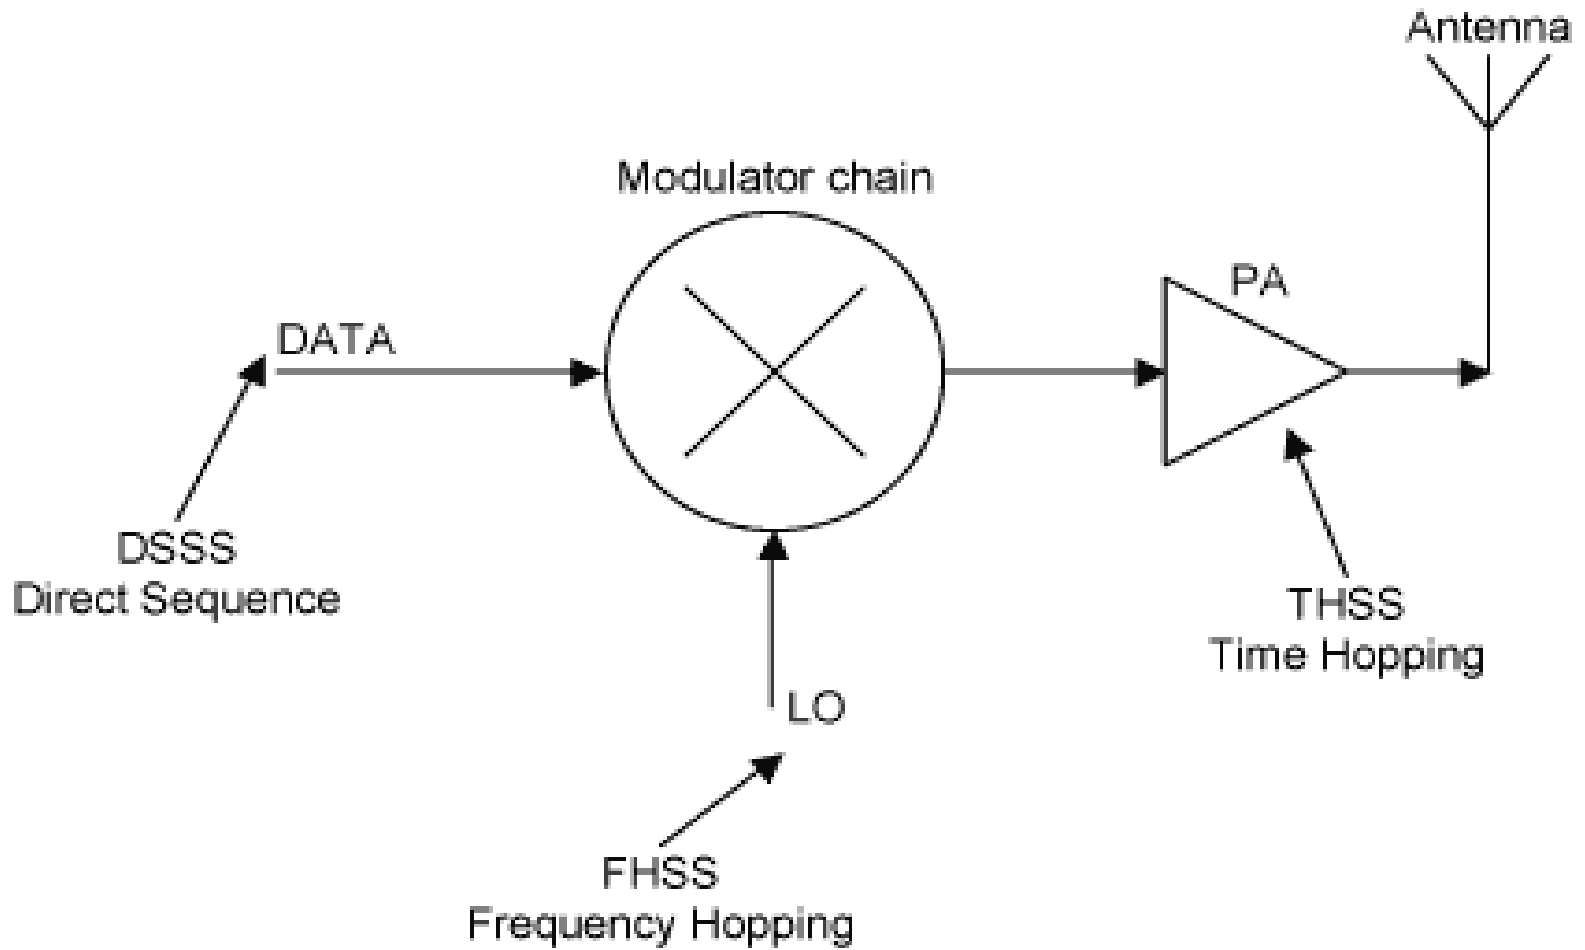 Antenna
Modulator chain
PA
DATA
DSSS
Direct Sequence
THSS
Time Hopping
LO
FHSS
Frequency Hopping